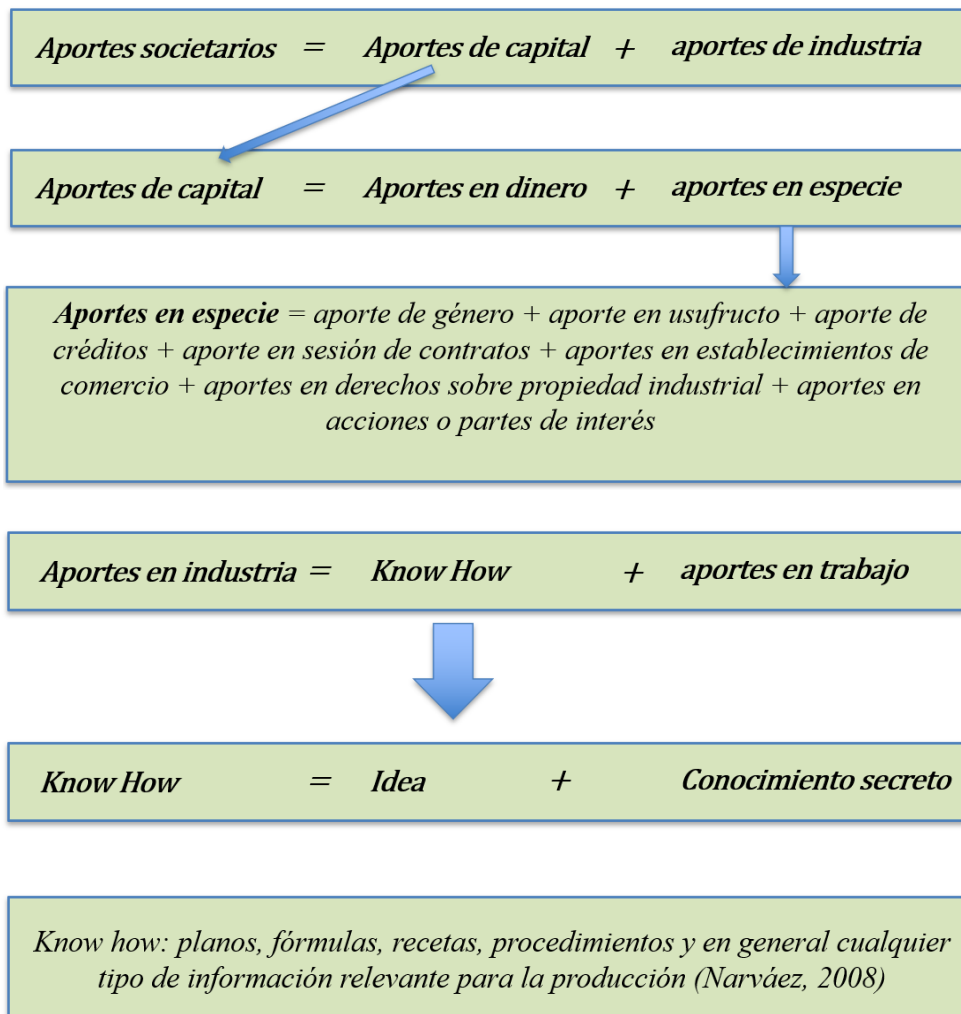 Aportes societarios = Aportes de capital + aportes de industria
Aportes de capital = Aportes en dinero + aportes en especie
Aportes en especie = aporte de género + aporte en usufructo + aporte de
créditos + aporte en sesión de contratos + aportes en establecimientos de
comercio + aportes en derechos sobre propiedad industrial + aportes en
acciones o partes de interés
Aportes en industria = Know How + aportes en trabajo
Know How = Idea + Conocimiento secreto
Know how: planos, fórmulas, recetas, procedimientos y en general cualquier
tipo de información relevante para la producción (Narváez, 2008)